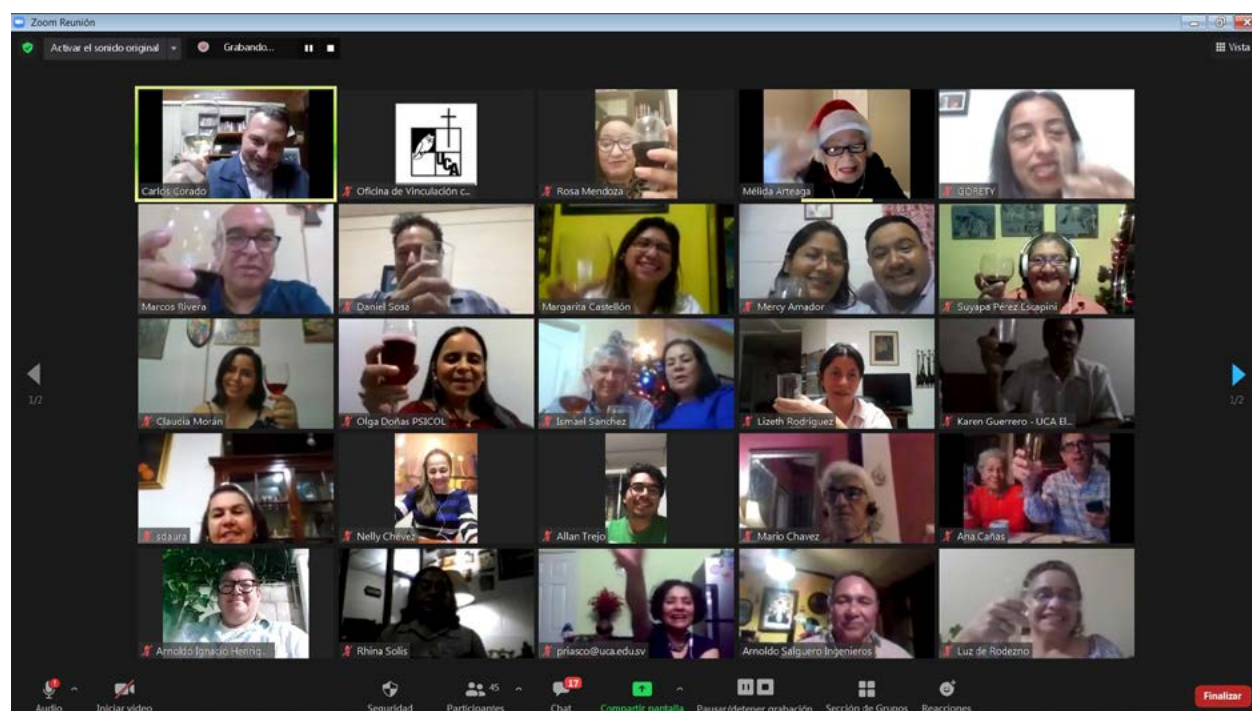 Zoom Reunión
Activar el sonido original
Grabando...
Vista
UCA
Carlos Corado
Oficina de Vinculación c...
Rosa Mendoza
Mélida Arteaga
GORETY
Marcos Rivera
Daniel Sosa
Margarita Castellón
Mercy Amador
Suyapa Pérez Escapini
1/2
1/2
Claudia Morán
Olga Doñas PSICOL
Ismael Sanchez
Lizeth Rodríguez
Karen Guerrero - UCA El...
sdaura
Nelly Chévez
Allan Trejo
Mario Chavez
Ana Cañas
Arnoldo Ignacio Henríq...
Rhina Solis
priasco@uca.edu.sv
Arnoldo Salguero Ingenieros
Luz de Rodezno
Audio
Iniciar video
Seguridad
45
Participantes
17
Chat
Compartir pantalla
Pausar/detener grabación
Sección de Grupos
Reacciones
Finalizar